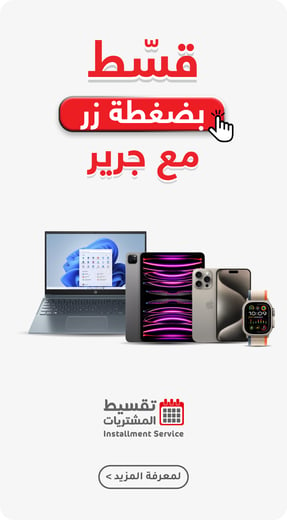 قسّط
بضغطة زر
مع جرير
تقسيط
المشتريات
Installment Service
لمعرفة المزيد >